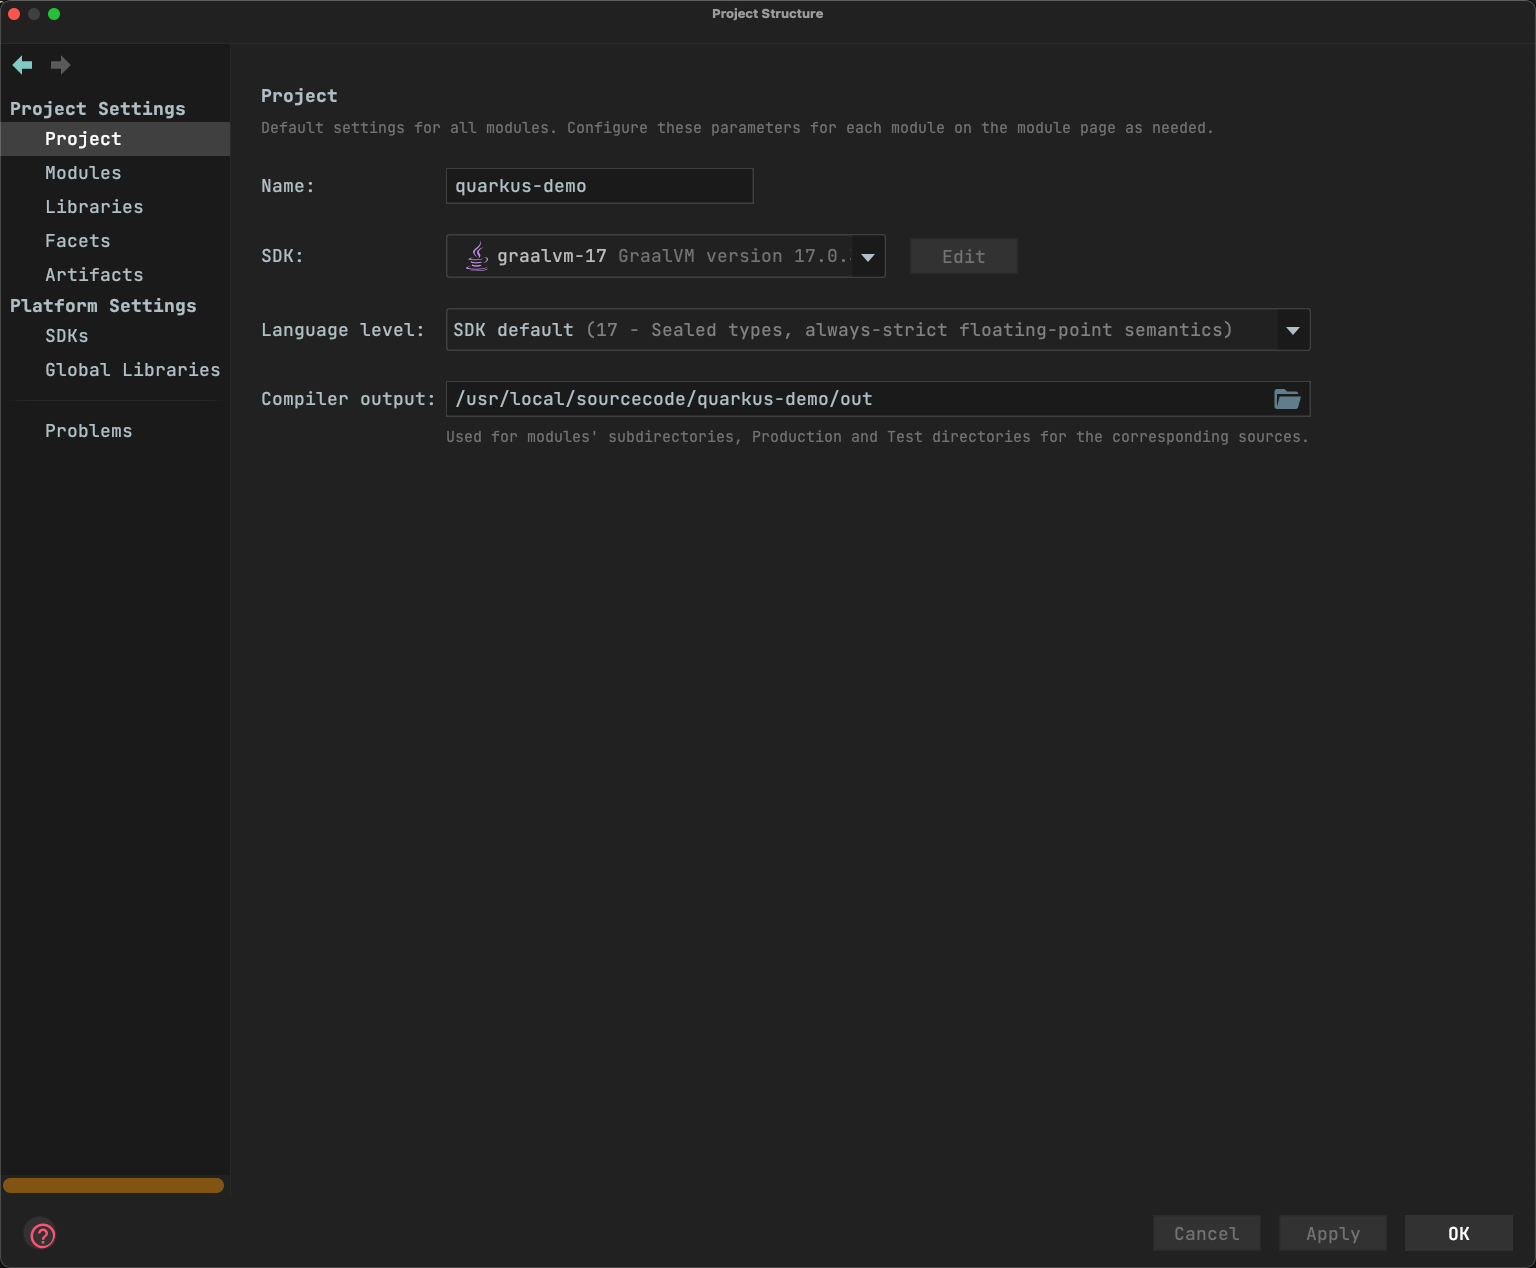 Project Structure
Project Settings
Project
Modules
Libraries
Facets
Artifacts
Platform Settings
SDKs
Global Libraries
Problems
Project
Default settings for all modules. Configure these parameters for each module on the module page as needed.
Name: quarkus-demo
SDK: graalvm-17 GraalVM version 17.0. Edit
Language level: SDK default (17 - Sealed types, always-strict floating-point semantics)
Compiler output: /usr/local/sourcecode/quarkus-demo/out
Used for modules' subdirectories, Production and Test directories for the corresponding sources.
? Cancel Apply OK